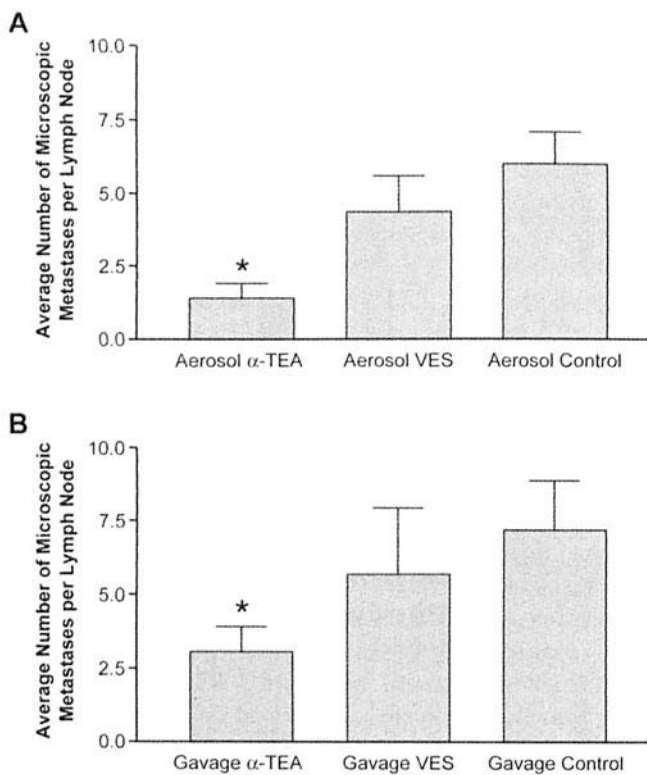 A
Average Number of Microscopic
Metastases per Lymph Node
10.0
7.5
5.0
2.5
0.0
*
Aerosol α-TEA
Aerosol VES
Aerosol Control
B
Average Number of Microscopic
Metastases per Lymph Node
10.0
7.5
5.0
2.5
0.0
*
Gavage α-TEA
Gavage VES
Gavage Control